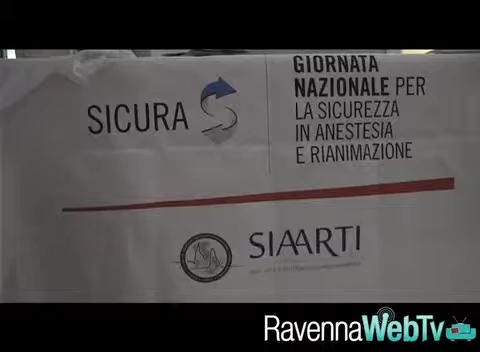 SICURA
GIORNATA
NAZIONALE PER
LA SICUREZZA
IN ANESTESIA
E RIANIMAZIONE
SIAARTI
RavennaWebTv